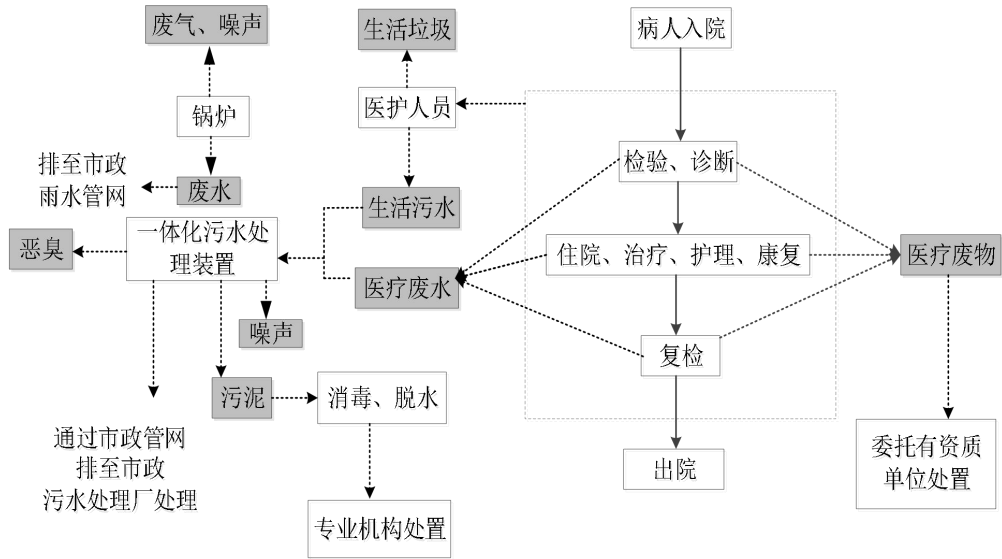 废气、噪声
生活垃圾
病人入院
锅炉
医护人员
排至市政
雨水管网
废水
生活污水
检验、诊断
恶臭
一体化污水处
理装置
医疗废水
住院、治疗、护理、康复
医疗废物
噪声
复检
污泥
消毒、脱水
通过市政管网
排至市政
污水处理厂处理
出院
委托有资质
单位处置
专业机构处置